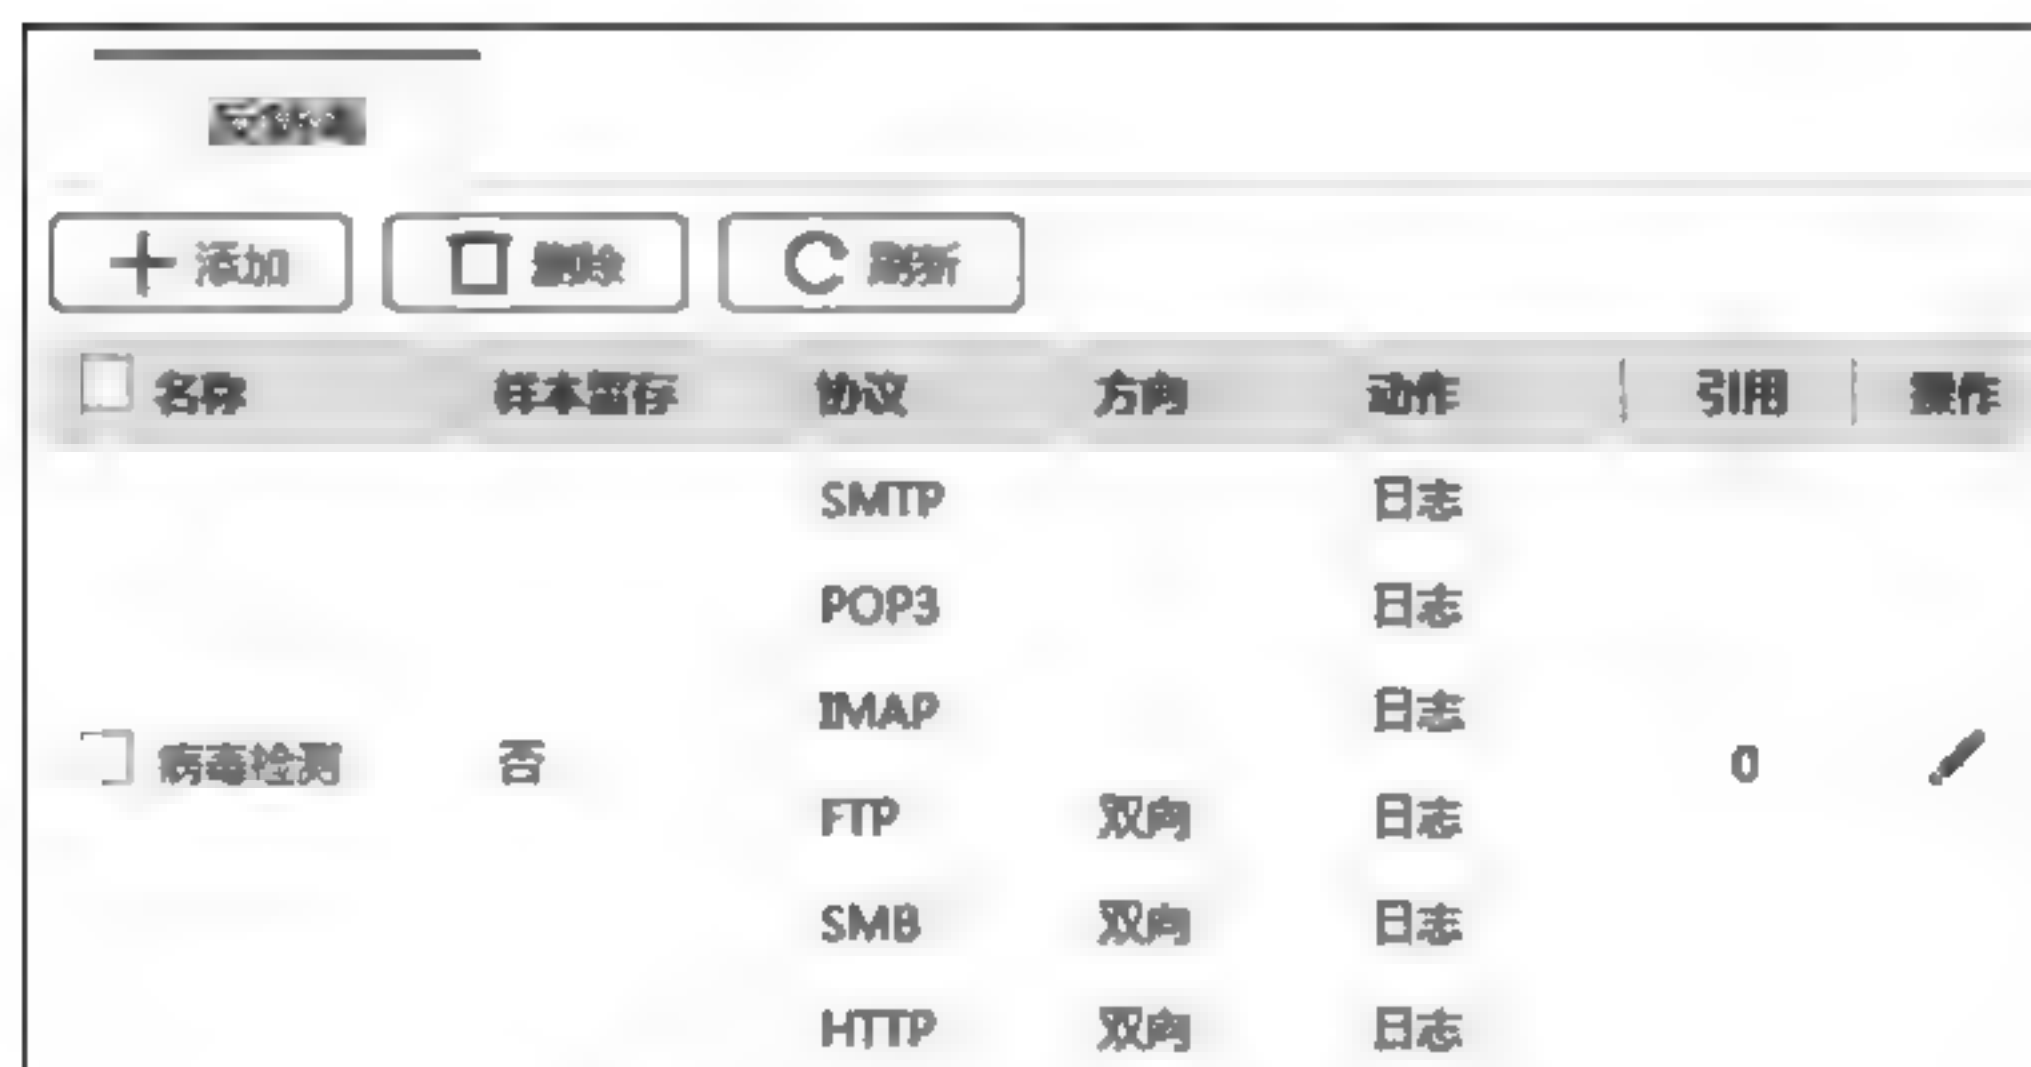 添加 删除 刷新
名称 样本留存 协议 方向 动作 引用 操作
SMTP 日志
POP3 日志
IMAP 日志
病毒检测 否 0
FTP 双向 日志
SMB 双向 日志
HTTP 双向 日志